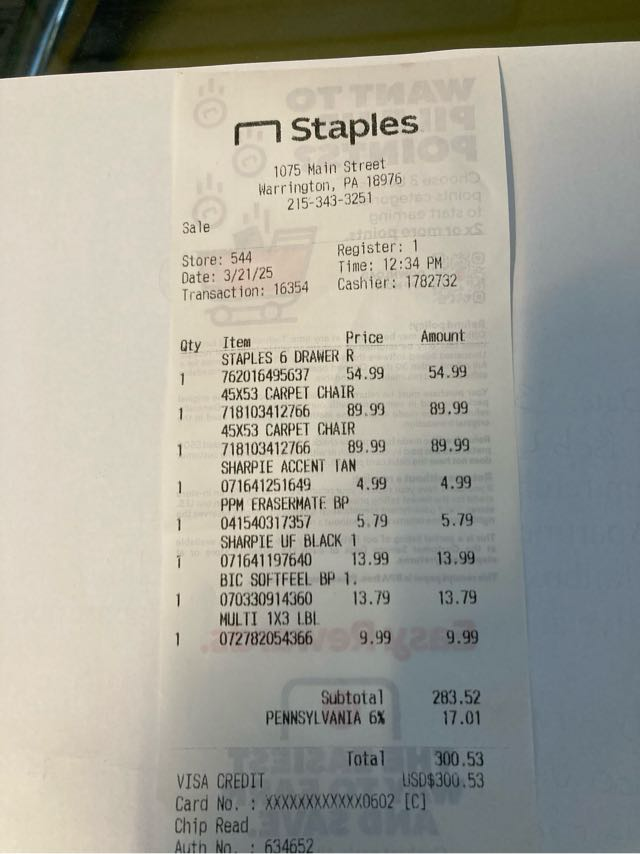 Staples
1075 Main Street
Warrington, PA 18976
215-343-3251
Sale
Store: 544 Register: 1
Date: 3/21/25 Time: 12:34 PM
Transaction: 16354 Cashier: 1782732
Qty Item Price Amount
STAPLES 6 DRAWER R
1 762016495637 54.99 54.99
45X53 CARPET CHAIR
1 718103412766 89.99 89.99
45X53 CARPET CHAIR
1 718103412766 89.99 89.99
SHARPIE ACCENT TAN
1 071641251649 4.99 4.99
PPM ERASERMATE BP
1 041540317357 5.79 5.79
SHARPIE UF BLACK 1
1 071641197640 13.99 13.99
BIC SOFTFEEL BP 1.
1 070330914360 13.79 13.79
MULTI 1X3 LBL
1 072782054366 9.99 9.99
Subtotal 283.52
PENNSYLVANIA 6% 17.01
Total 300.53
VISA CREDIT USD$300.53
Card No. : XXXXXXXXXXXX0602 [C]
Chip Read
Auth No. : 634652